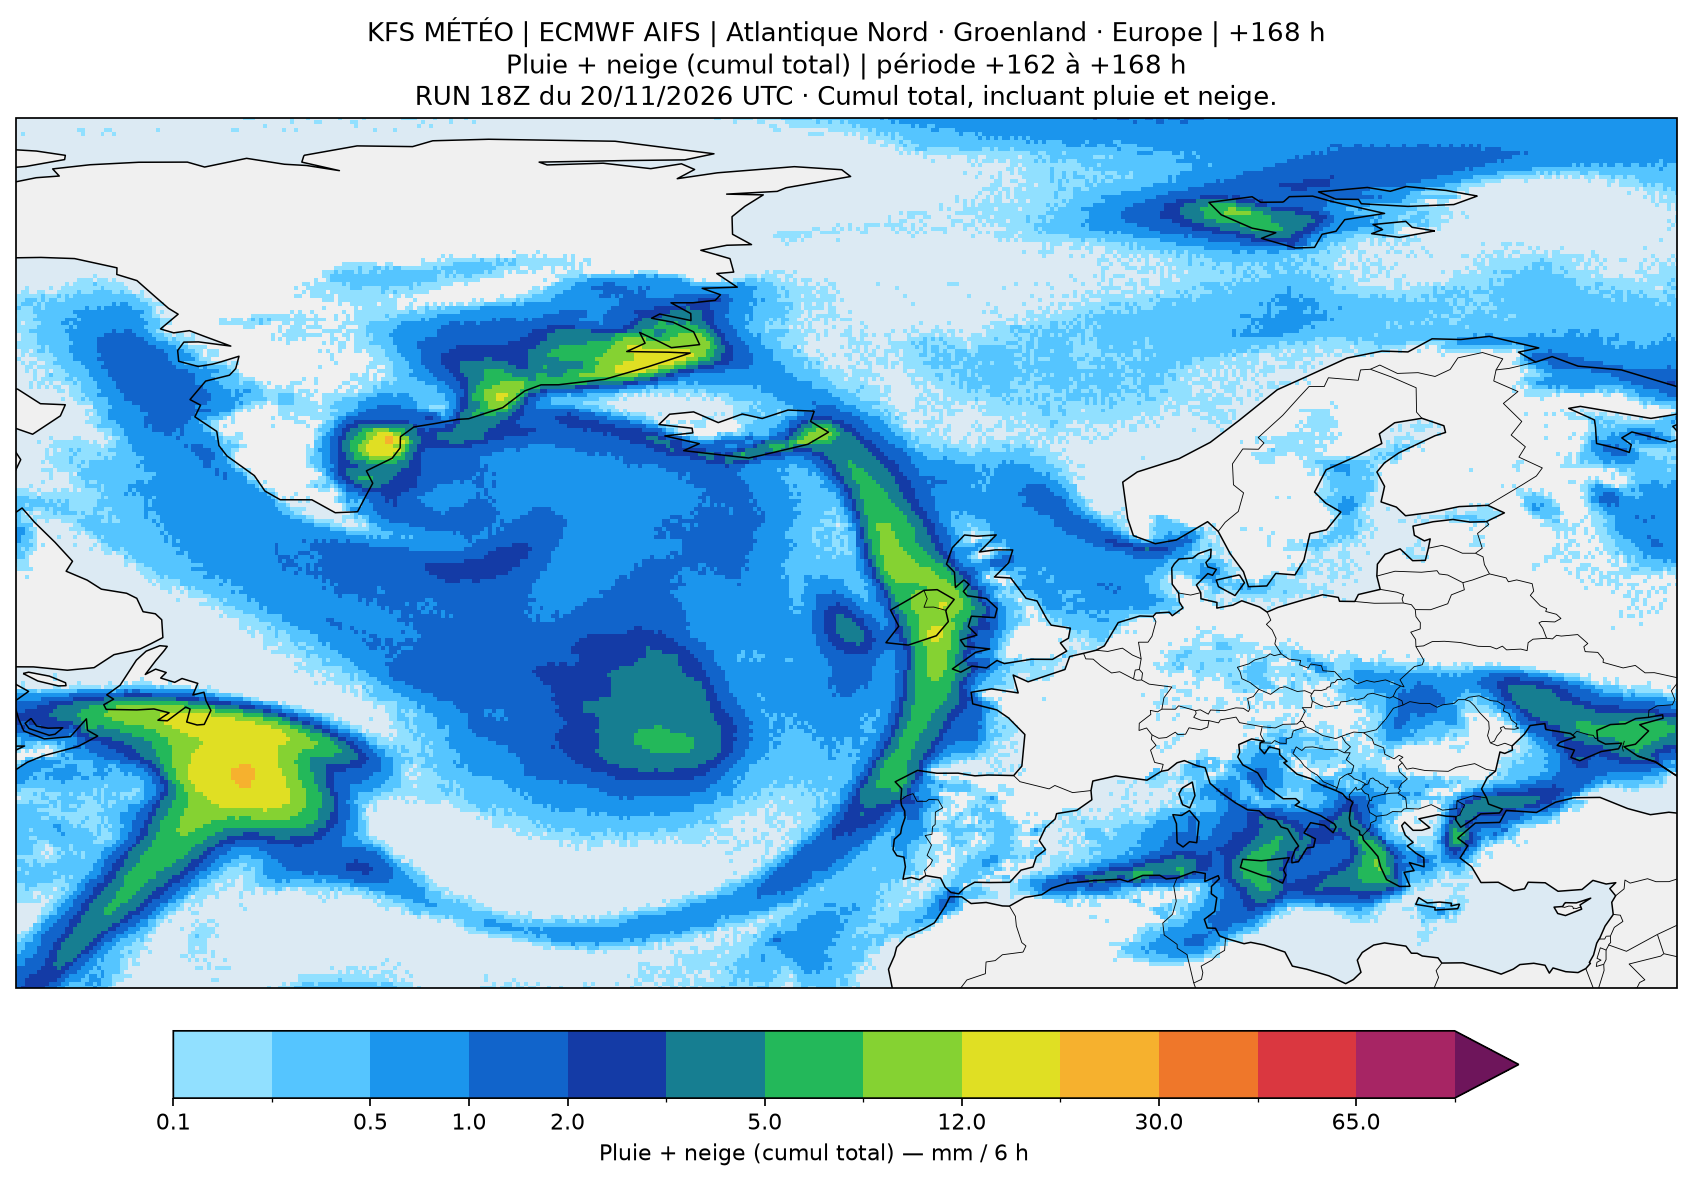 KFS MÉTÉO | ECMWF AIFS | Atlantique Nord · Groenland · Europe | +168 h
Pluie + neige (cumul total) | période +162 à +168 h
RUN 18Z du 20/11/2026 UTC · Cumul total, incluant pluie et neige.
0.1 0.5 1.0 2.0 5.0 12.0 30.0 65.0
Pluie + neige (cumul total) — mm / 6 h